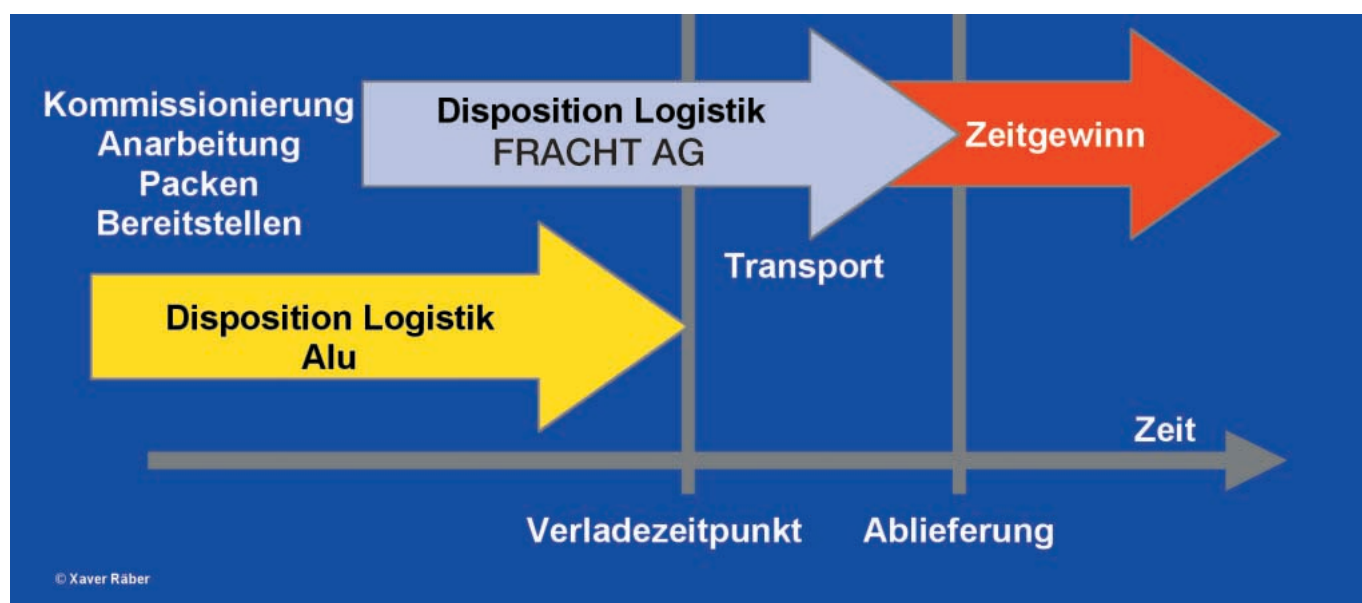 Kommissionierung
Anarbeitung
Packen
Bereitstellen
Disposition Logistik
FRACHT AG
Zeitgewinn
Transport
Disposition Logistik
Alu
Zeit
Verladezeitpunkt
Ablieferung
© Xaver Räber